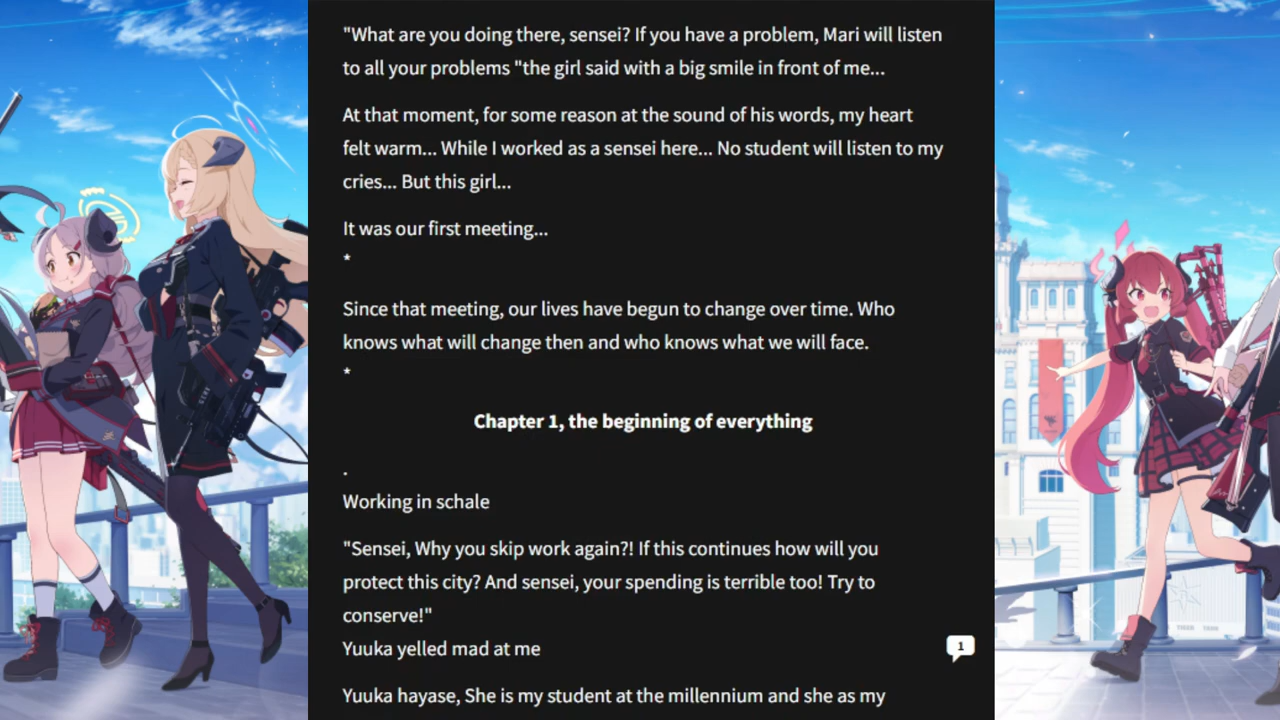 "What are you doing there, sensei? If you have a problem, Mari will listen
to all your problems "the girl said with a big smile in front of me...
At that moment, for some reason at the sound of his words, my heart
felt warm... While I worked as a sensei here... No student will listen to my
cries... But this girl...
It was our first meeting...
*
Since that meeting, our lives have begun to change over time. Who
knows what will change then and who knows what we will face.
*
Chapter 1, the beginning of everything
.
Working in schale
"Sensei, Why you skip work again?! If this continues how will you
protect this city? And sensei, your spending is terrible too! Try to
conserve!"
Yuuka yelled mad at me
1
Yuuka hayase, She is my student at the millennium and she as my